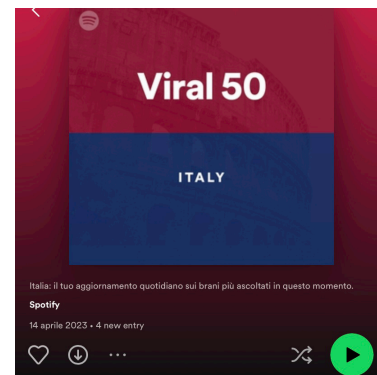 Viral 50
ITALY
Italia: il tuo aggiornamento quotidiano sui brani più ascoltati in questo momento.
Spotify
14 aprile 2023 • 4 new entry